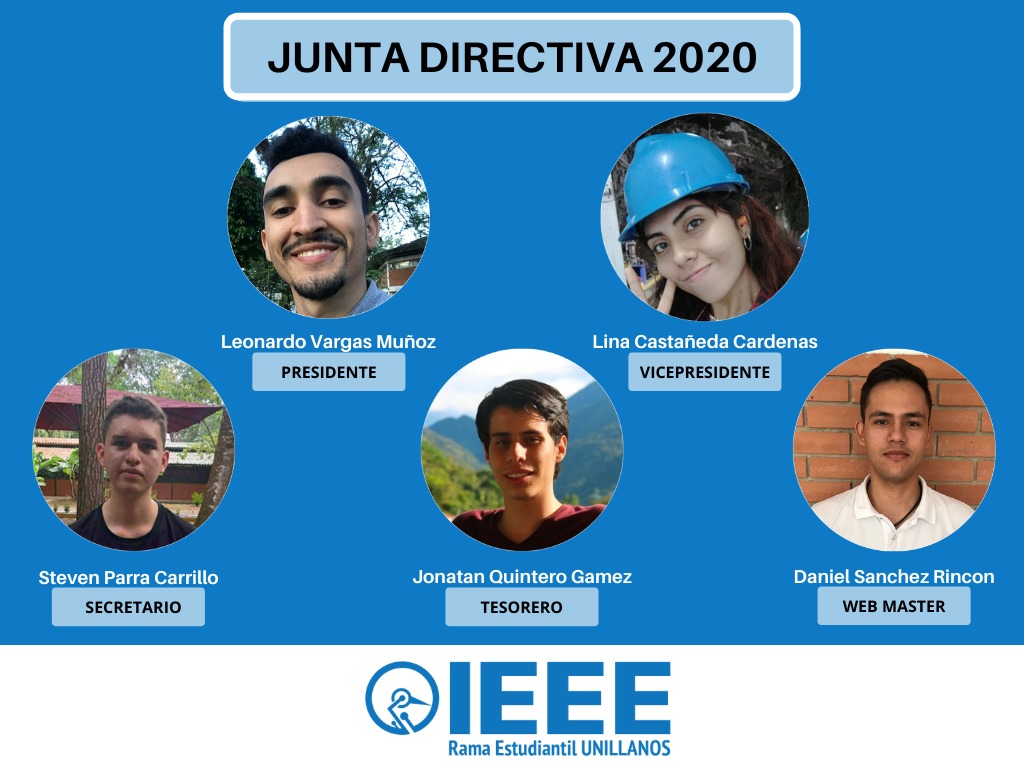 JUNTA DIRECTIVA 2020
Leonardo Vargas Muñoz
PRESIDENTE
Lina Castañeda Cardenas
VICEPRESIDENTE
Steven Parra Carrillo
SECRETARIO
Jonatan Quintero Gamez
TESORERO
Daniel Sanchez Rincon
WEB MASTER
IEEE
Rama Estudiantil UNILLANOS